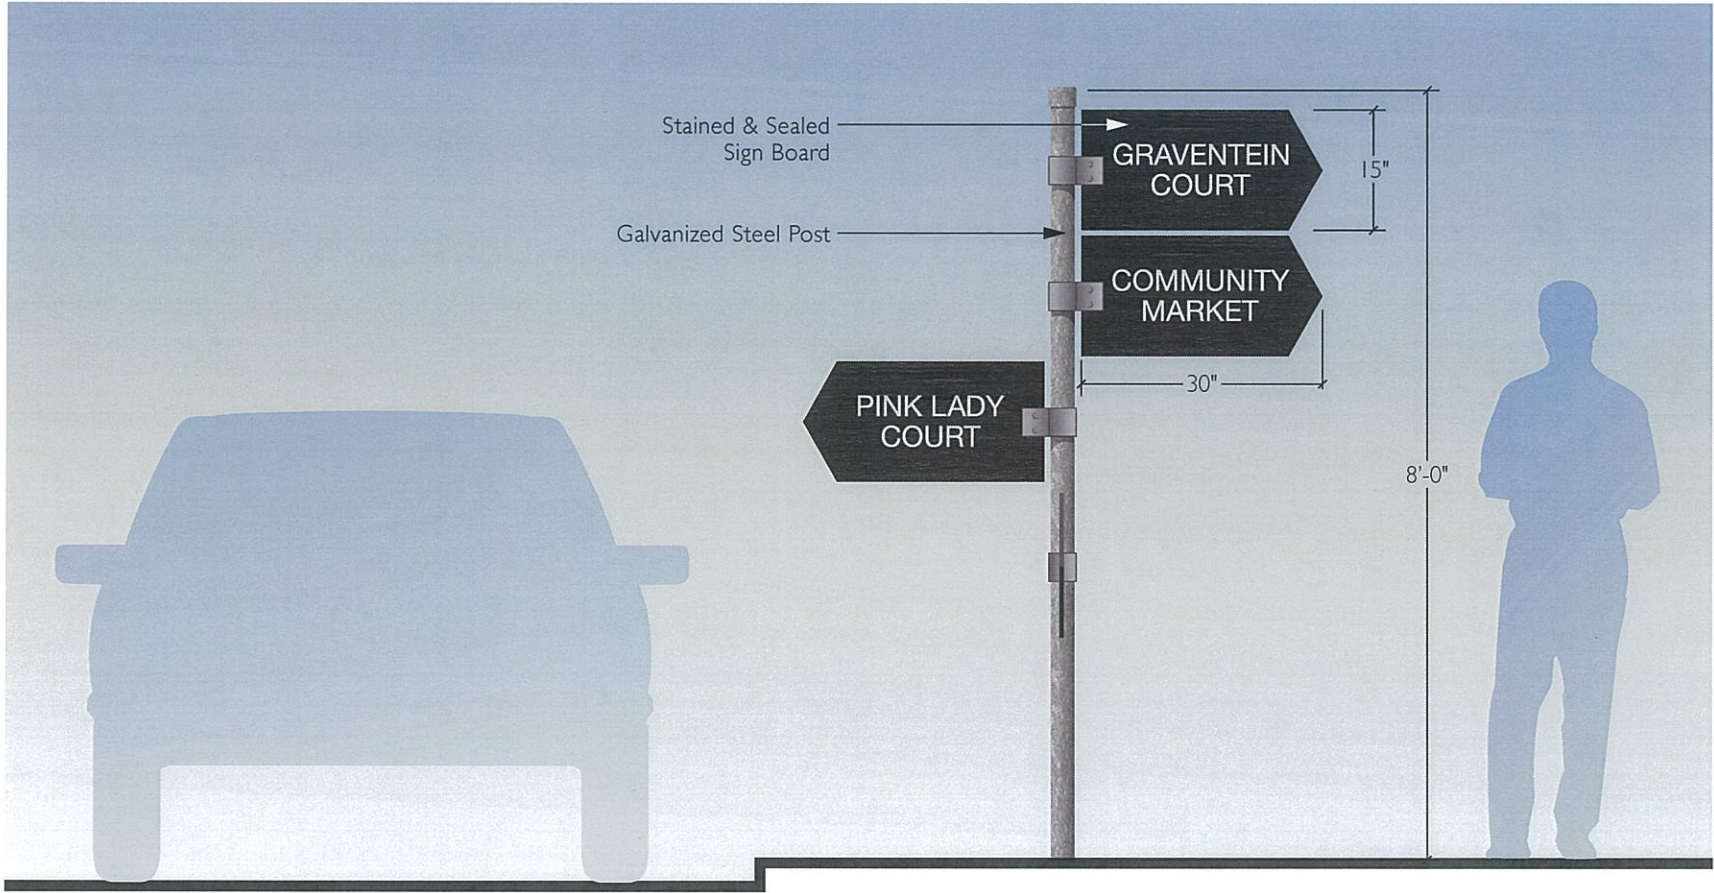 Stained & Sealed
Sign Board
GRAVENTEIN
COURT
15"
Galvanized Steel Post
COMMUNITY
MARKET
30"
PINK LADY
COURT
8'-0"